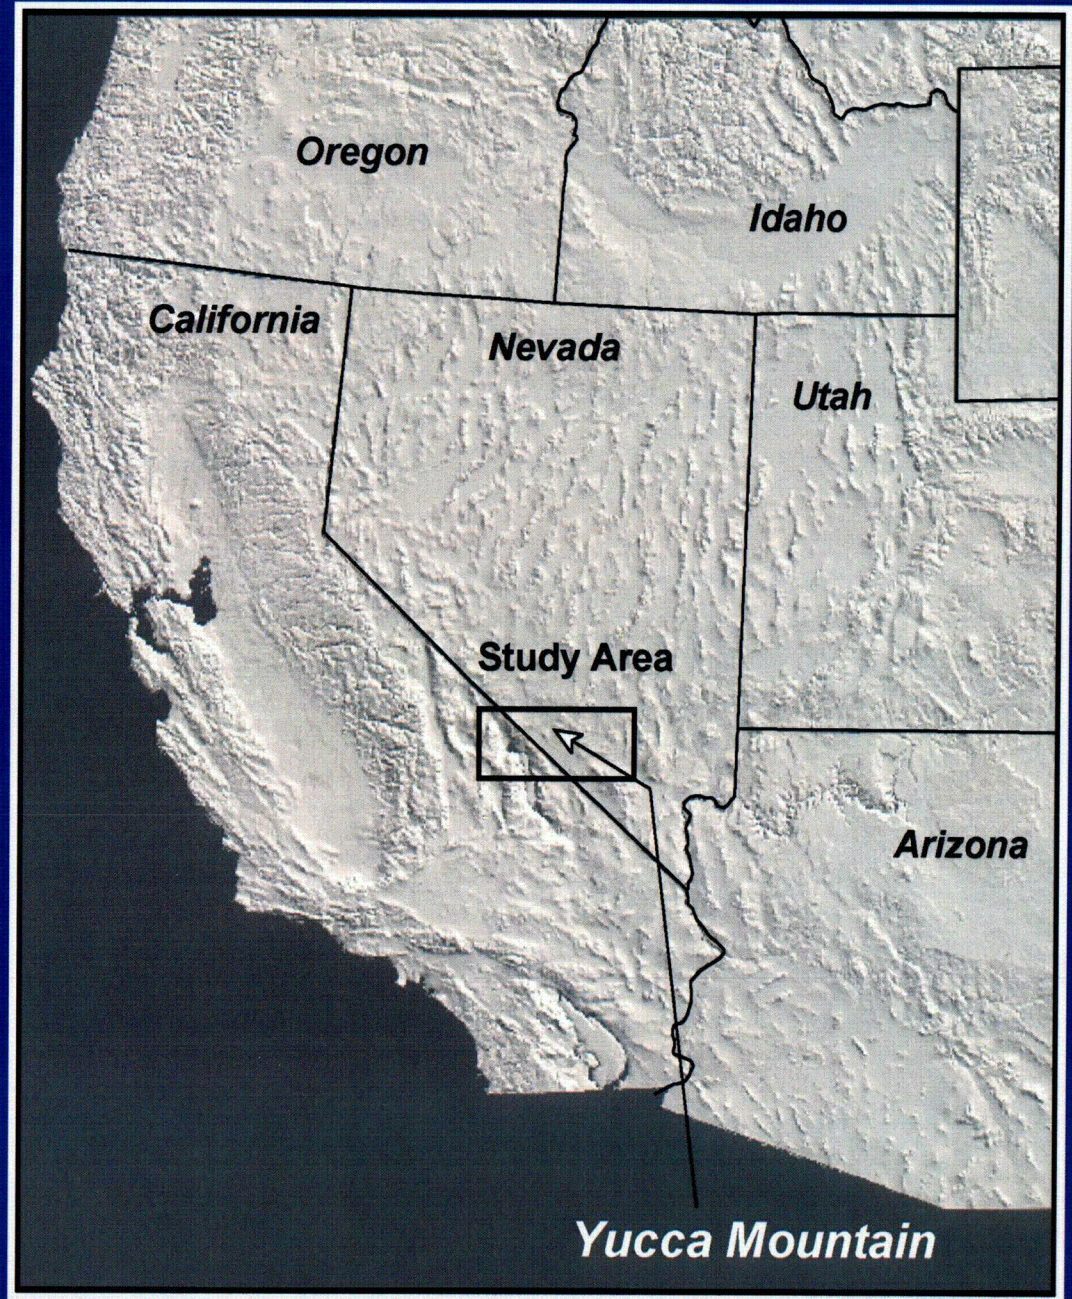 Oregon
Idaho
California
Nevada
Utah
Study Area
Arizona
Yucca Mountain